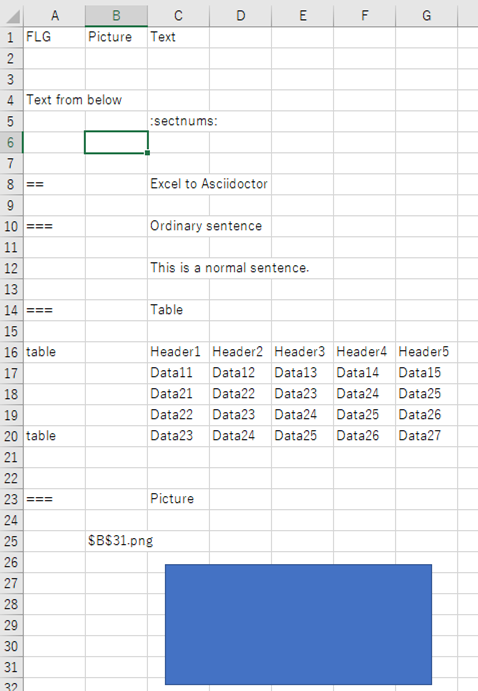 A B C D E F G
1 FLG Picture Text
2
3
4 Text from below
5 :sectnums:
6
7
8 == Excel to Asciidoctor
9
10 === Ordinary sentence
11
12 This is a normal sentence.
13
14 === Table
15
16 table Header1 Header2 Header3 Header4 Header5
17 Data11 Data12 Data13 Data14 Data15
18 Data21 Data22 Data23 Data24 Data25
19 Data22 Data23 Data24 Data25 Data26
20 table Data23 Data24 Data25 Data26 Data27
21
22
23 === Picture
24
25 $B$31.png
26
27
28
29
30
31
32